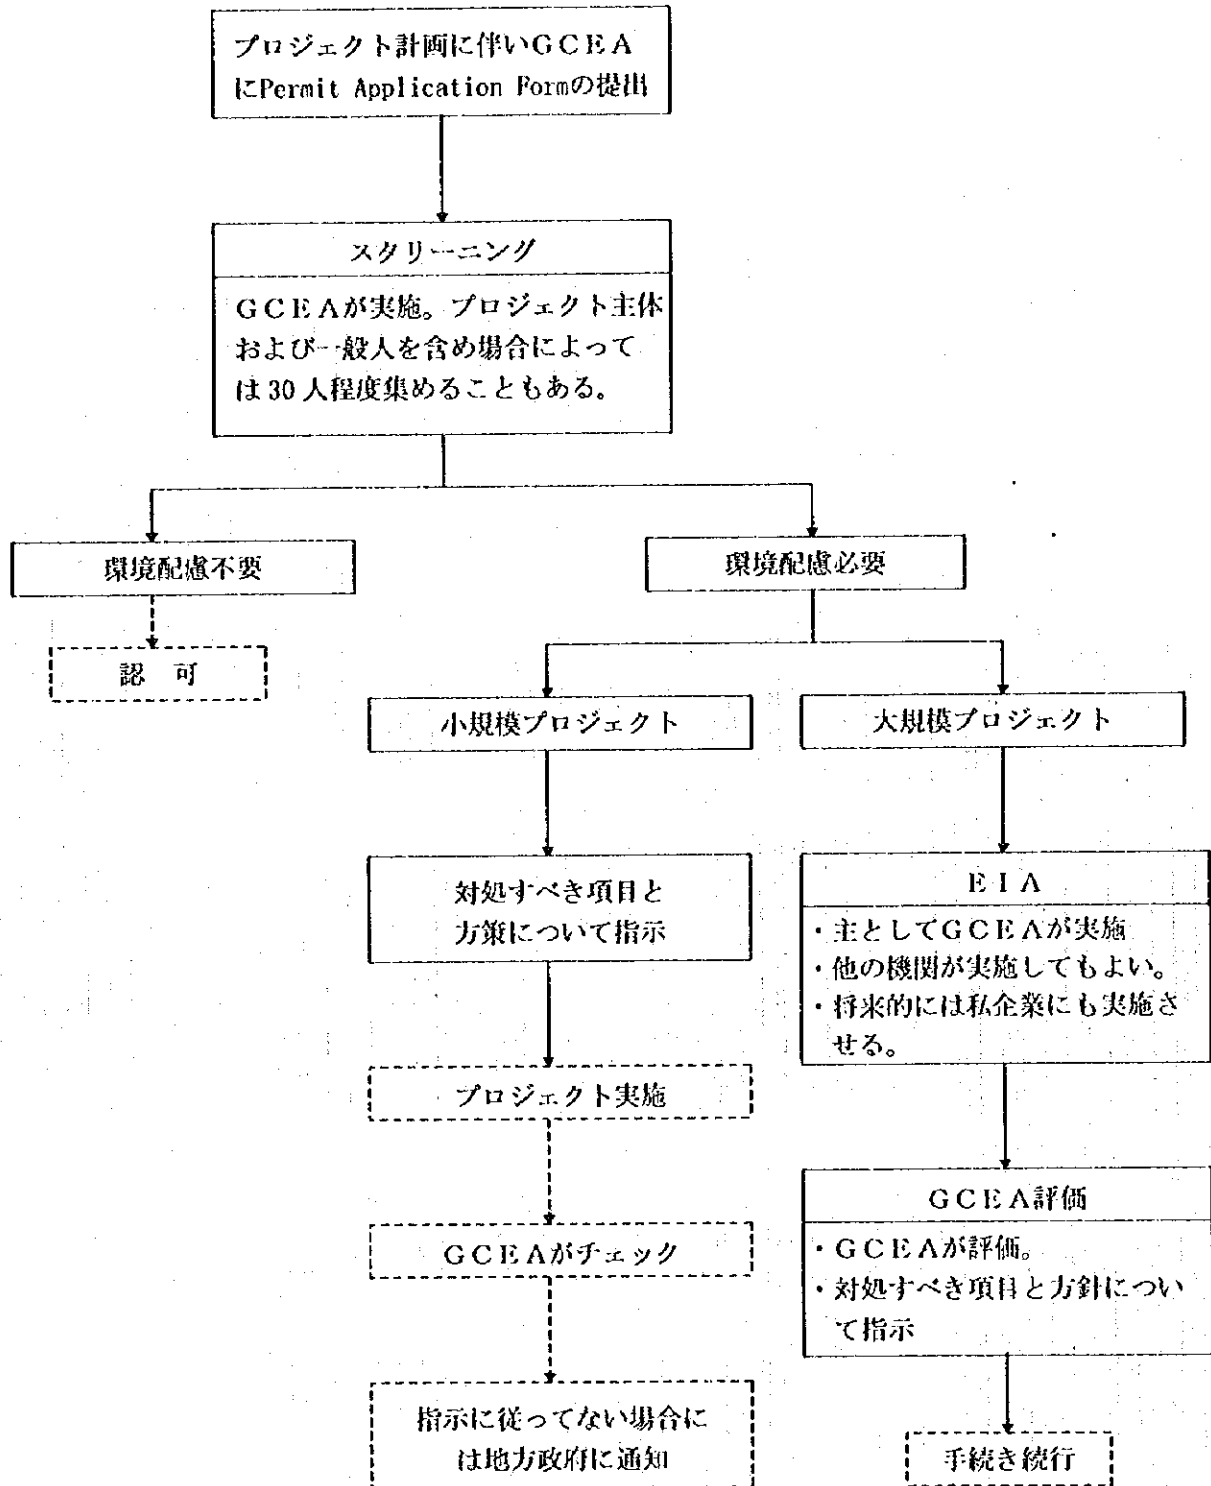 プロジェクト計画に伴いGCEA
にPermit Application Formの提出
スクリーニング
GCEAが実施。プロジェクト主体
および一般人を含め場合によって
は30人程度集めることもある。
環境配慮不要
環境配慮必要
認 可
小規模プロジェクト
大規模プロジェクト
対処すべき項目と
方策について指示
EIA
・主としてGCEAが実施
・他の機関が実施してもよい。
・将来的には私企業にも実施さ
せる。
プロジェクト実施
GCEAがチェック
GCEA評価
・GCEAが評価。
・対処すべき項目と方針につい
て指示
指示に従ってない場合に
は地方政府に通知
手続き続行